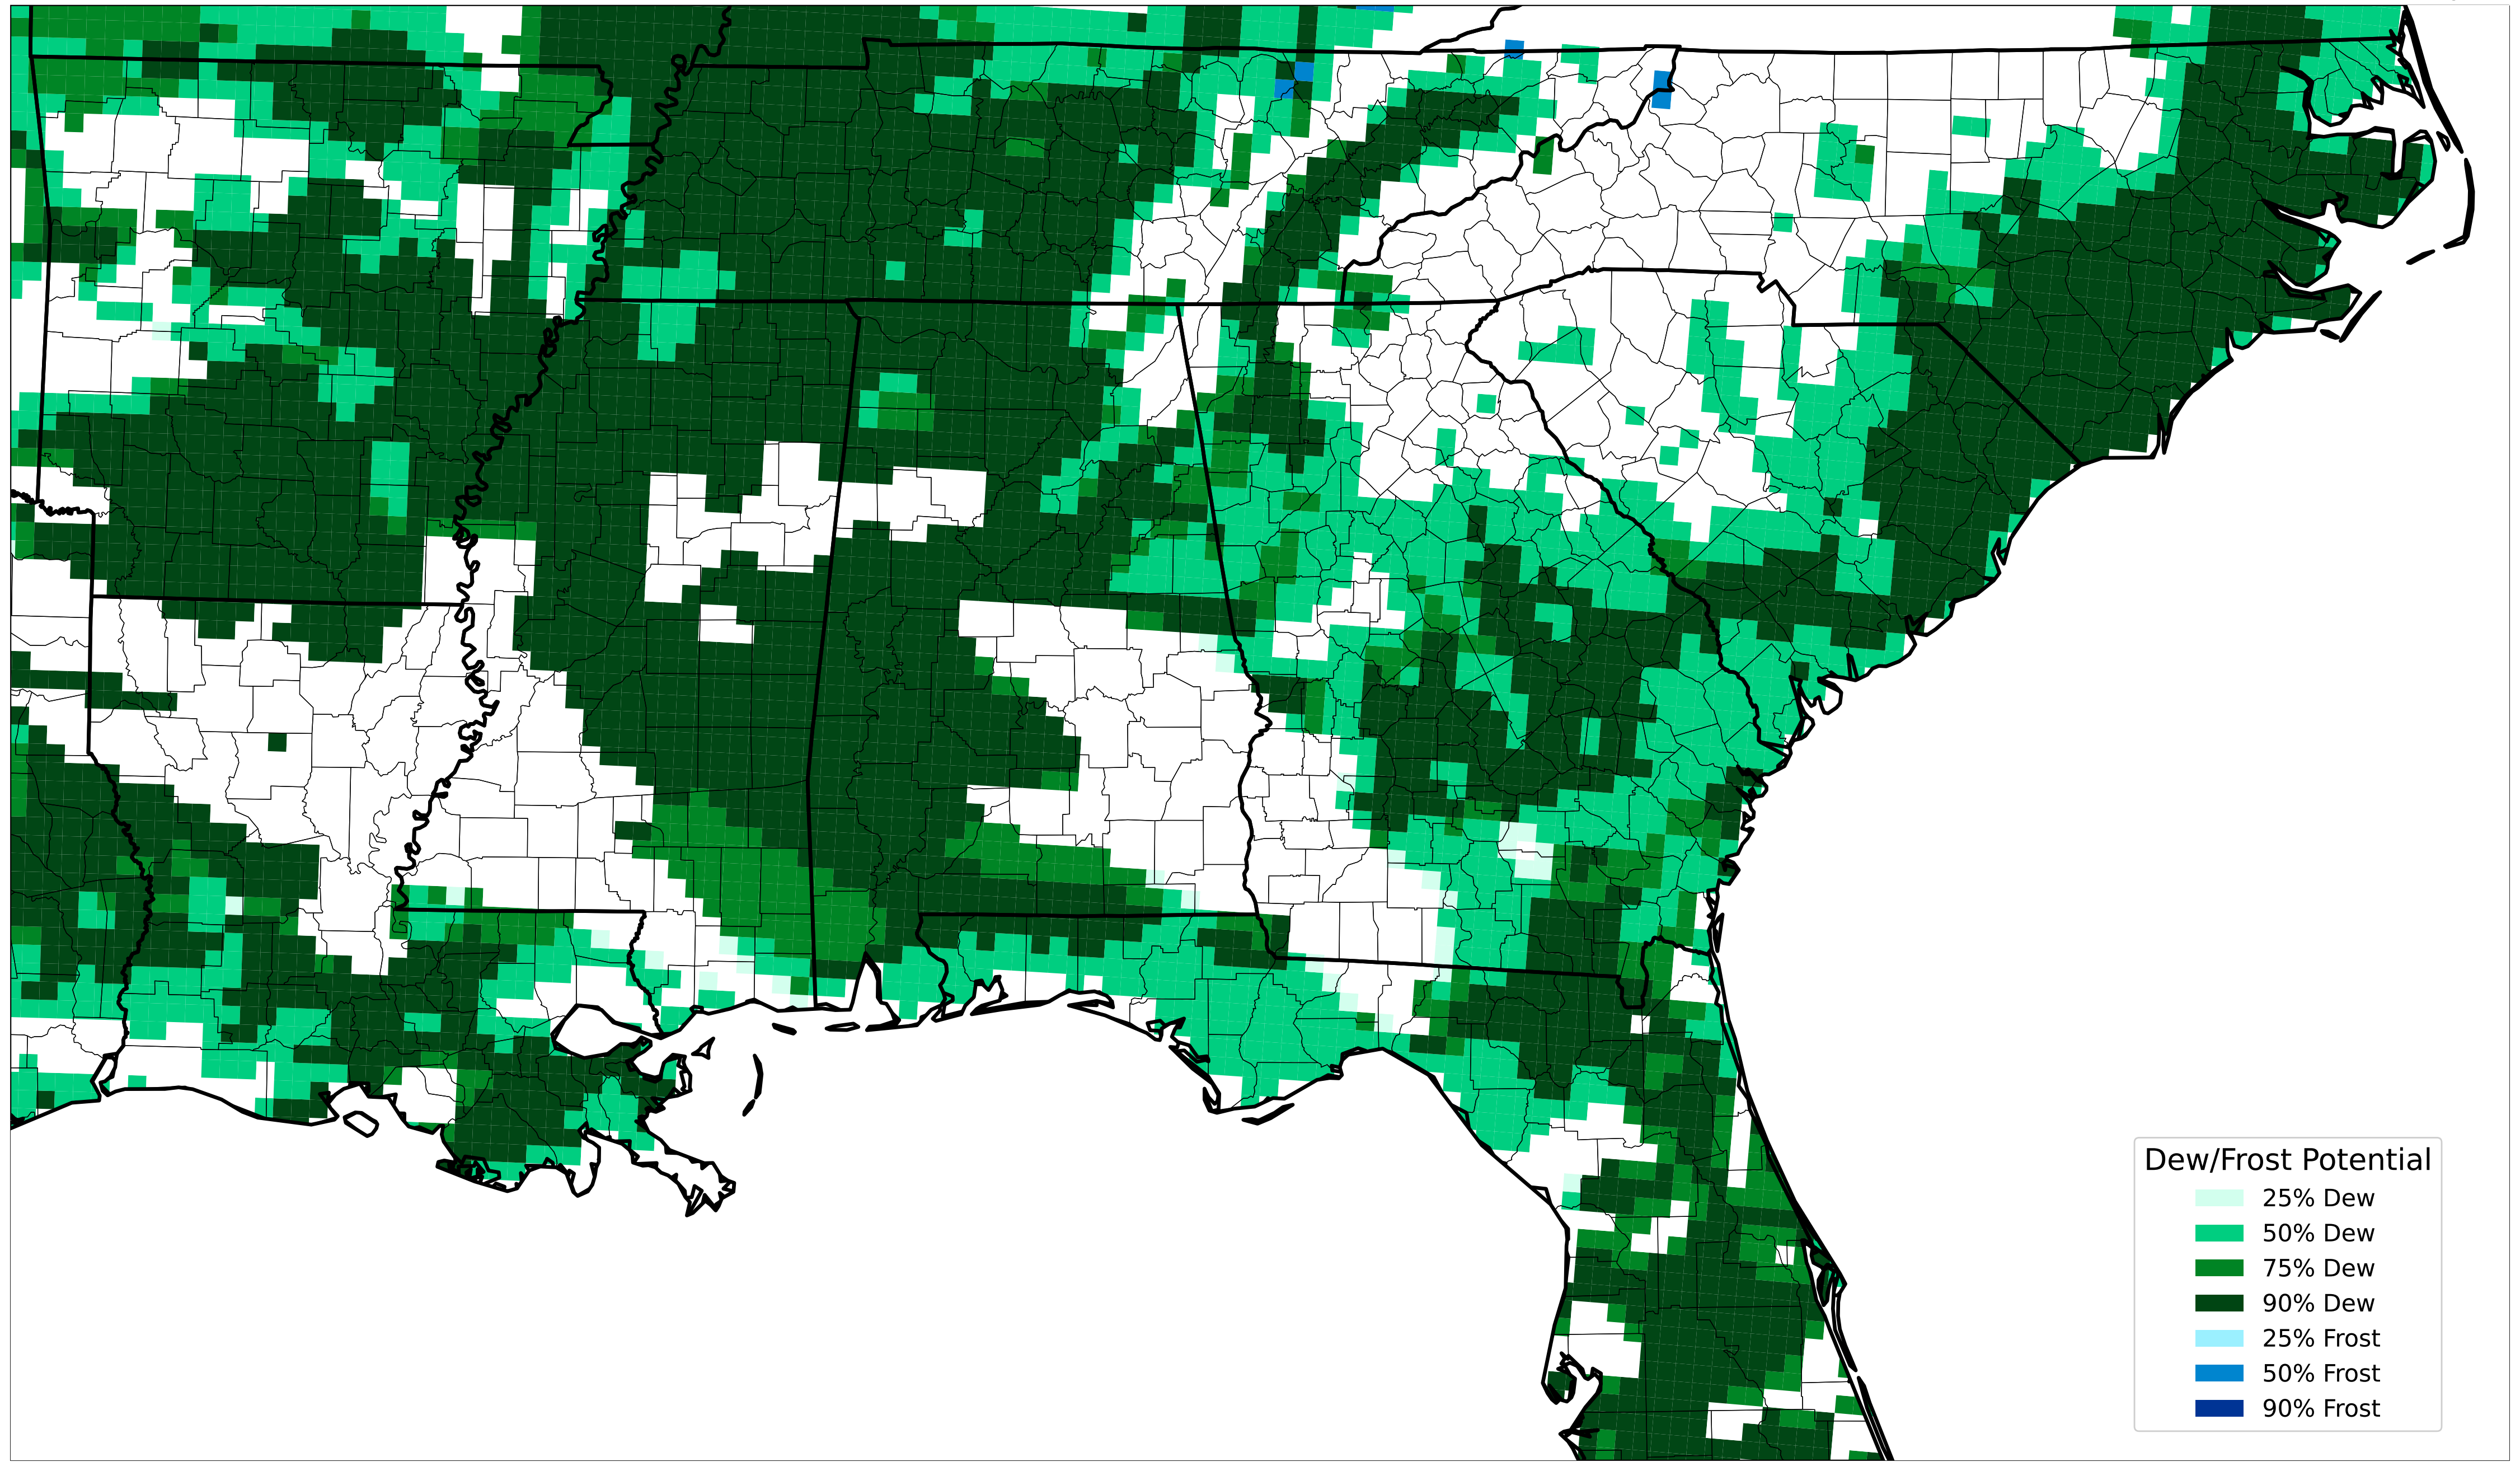 Dew/Frost Potential
25% Dew
50% Dew
75% Dew
90% Dew
25% Frost
50% Frost
90% Frost